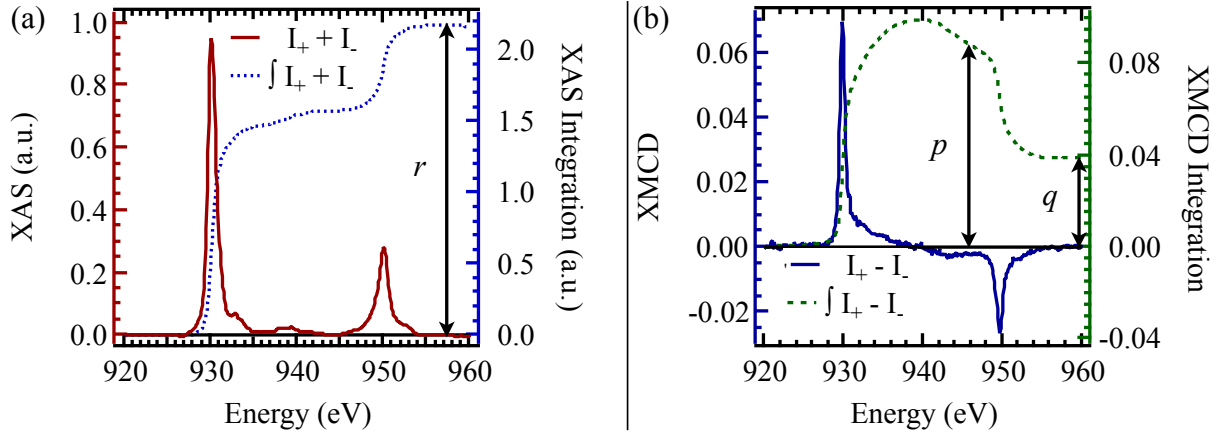 (a)
1.0
0.8
0.6
0.4
0.2
0.0
XAS (a.u.)
I₊ + I₋
∫ I₊ + I₋
r
2.0
1.5
1.0
0.5
0.0
XAS Integration (a.u.)
920 930 940 950 960
Energy (eV)
(b)
0.06
0.04
0.02
0.00
-0.02
XMCD
p
q
I₊ - I₋
∫ I₊ - I₋
0.08
0.04
0.00
-0.04
XMCD Integration
920 930 940 950 960
Energy (eV)